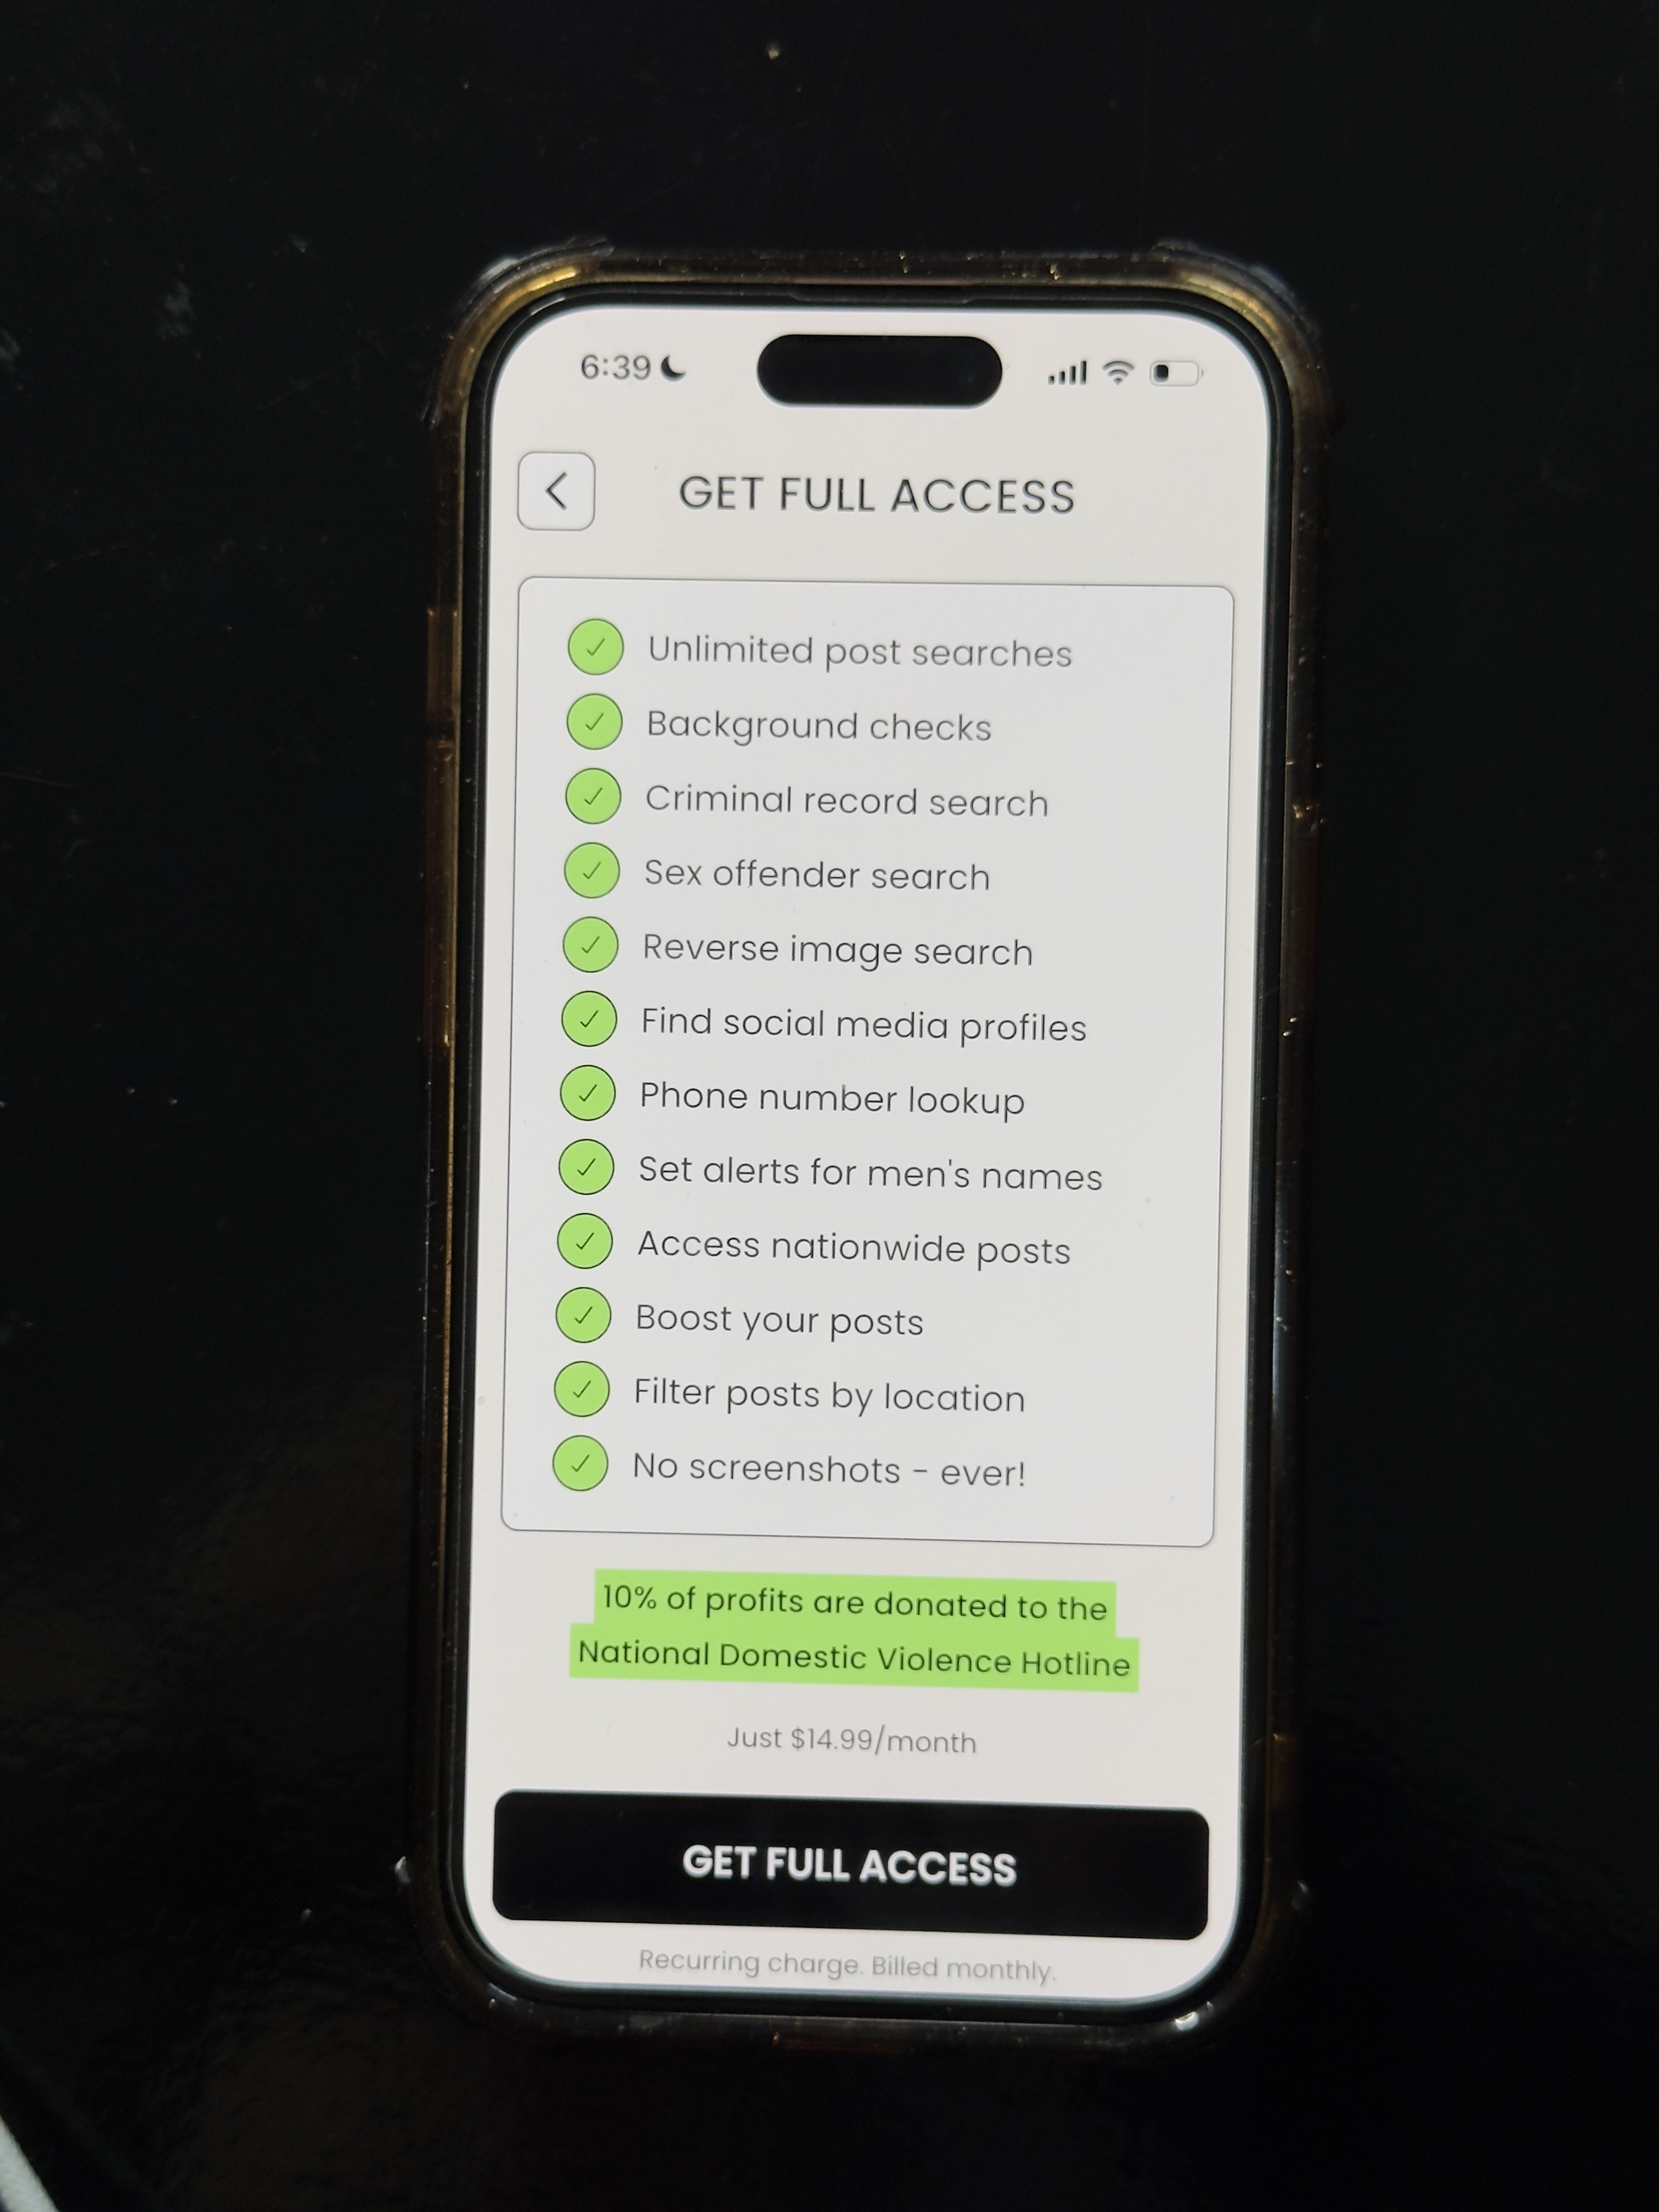 6:39
GET FULL ACCESS
Unlimited post searches
Background checks
Criminal record search
Sex offender search
Reverse image search
Find social media profiles
Phone number lookup
Set alerts for men's names
Access nationwide posts
Boost your posts
Filter posts by location
No screenshots - ever!
10% of profits are donated to the
National Domestic Violence Hotline
Just $14.99/month
GET FULL ACCESS
Recurring charge. Billed monthly.